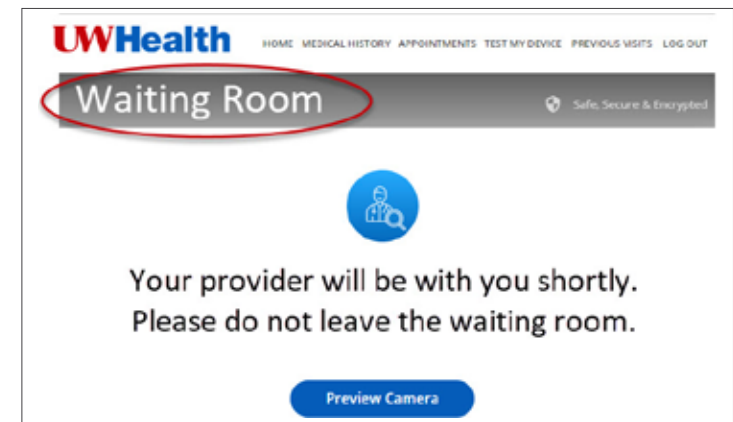 UWHealth
HOME MEDICAL HISTORY APPOINTMENTS TEST MY DEVICE PREVIOUS VISITS LOG OUT
Waiting Room
Safe, Secure & Encrypted
Your provider will be with you shortly.
Please do not leave the waiting room.
Preview Camera